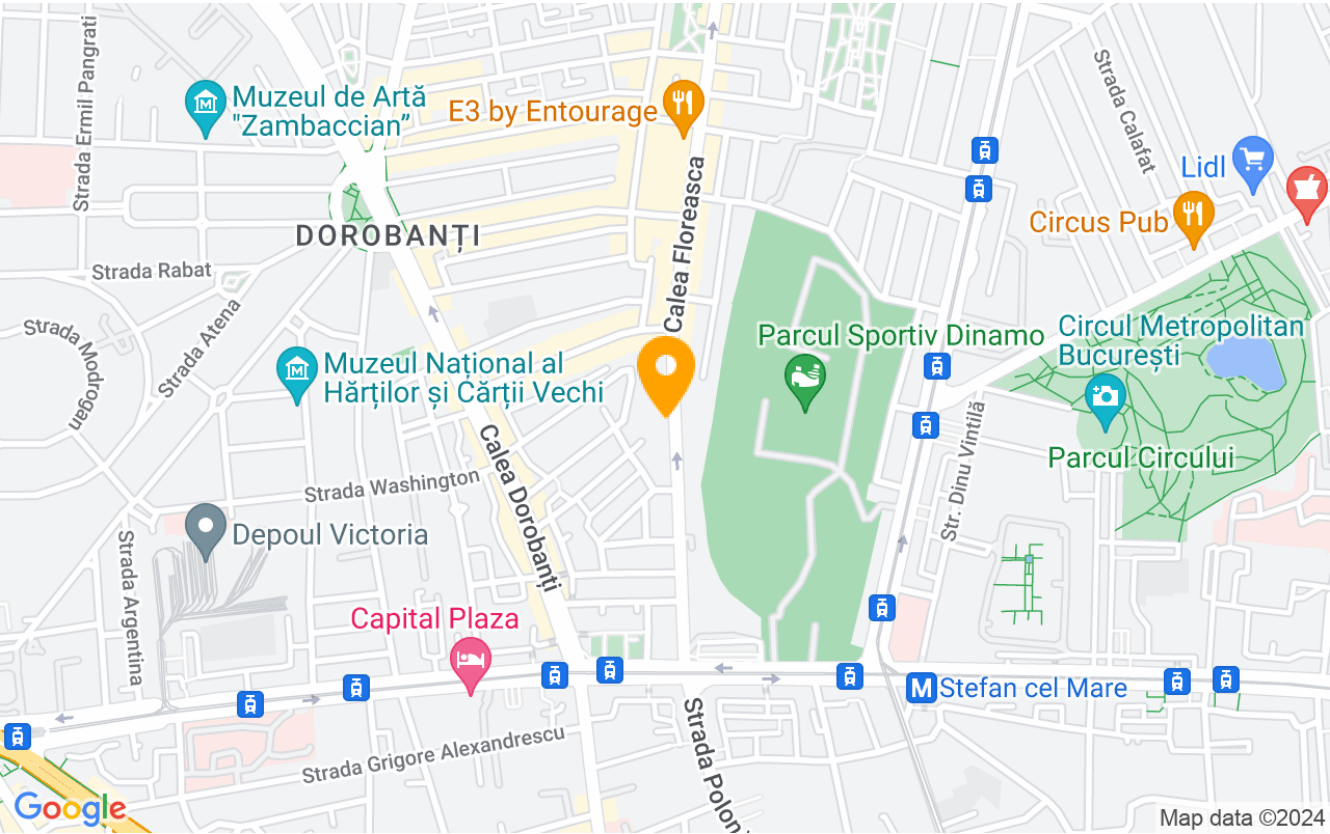 Strada Ermil Pangrati
Muzeul de Artă
"Zambaccian”
E3 by Entourage
Strada Calafat
Lidl
Circus Pub
DOROBANȚI
Calea Floreasca
Strada Rabat
Strada Atena
Strada Modrogan
Muzeul Național al
Hărților și Cărții Vechi
Parcul Sportiv Dinamo
Circul Metropolitan
București
Parcul Circului
Calea Dorobanți
Strada Washington
Str. Dinu Vintilă
Depoul Victoria
Strada Argentina
Capital Plaza
M Stefan cel Mare
Strada Grigore Alexandrescu
Strada Polon
Google
Map data ©2024